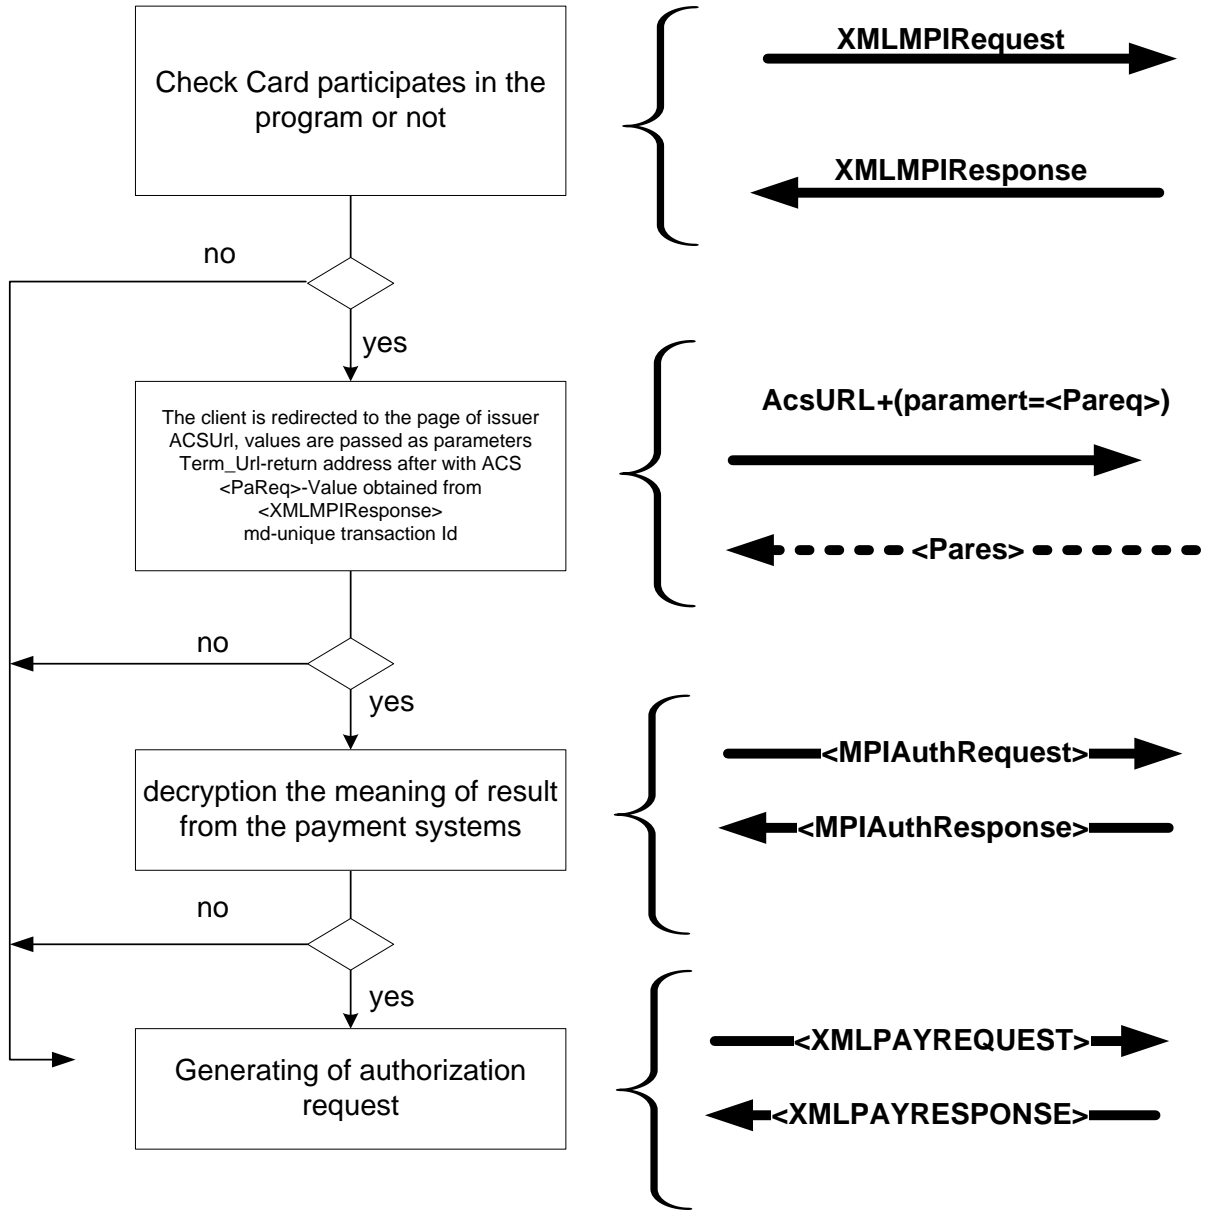 XMLMPIRequest
Check Card participates in the
program or not
XMLMPIResponse
no
yes
The client is redirected to the page of issuer
ACSUrl, values are passed as parameters
Term_Url-return address after with ACS
<PaReq>-Value obtained from
<XMLMPIResponse>
md-unique transaction Id
AcsURL+(paramert=<Pareq>)
<Pares>
no
yes
decryption the meaning of result
from the payment systems
<MPIAuthRequest>
<MPIAuthResponse>
no
yes
Generating of authorization
request
<XMLPAYREQUEST>
<XMLPAYRESPONSE>